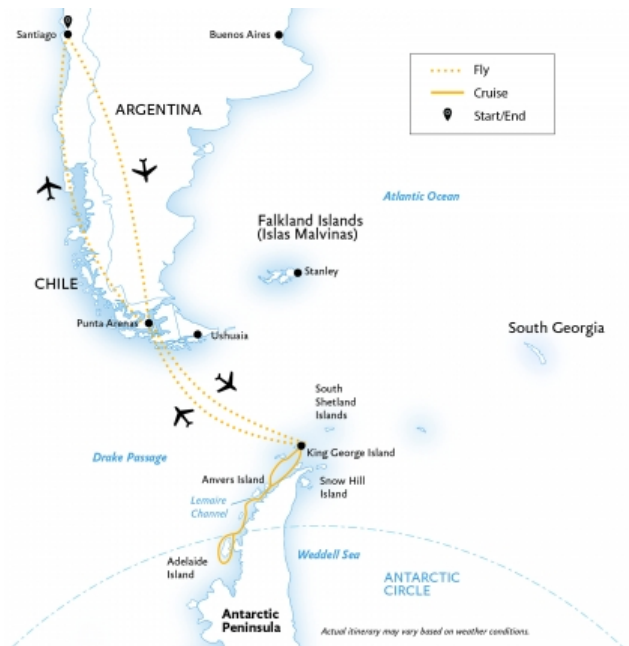 Santiago
Buenos Aires
Fly
Cruise
Start/End
ARGENTINA
Atlantic Ocean
Falkland Islands
(Islas Malvinas)
Stanley
CHILE
Punta Arenas
Ushuaia
South Georgia
South
Shetland
Islands
King George Island
Drake Passage
Anvers Island
Snow Hill
Island
Lemaire
Channel
Weddell Sea
Adelaide
Island
ANTARCTIC
CIRCLE
Antarctic
Peninsula
Actual itinerary may vary based on weather conditions.